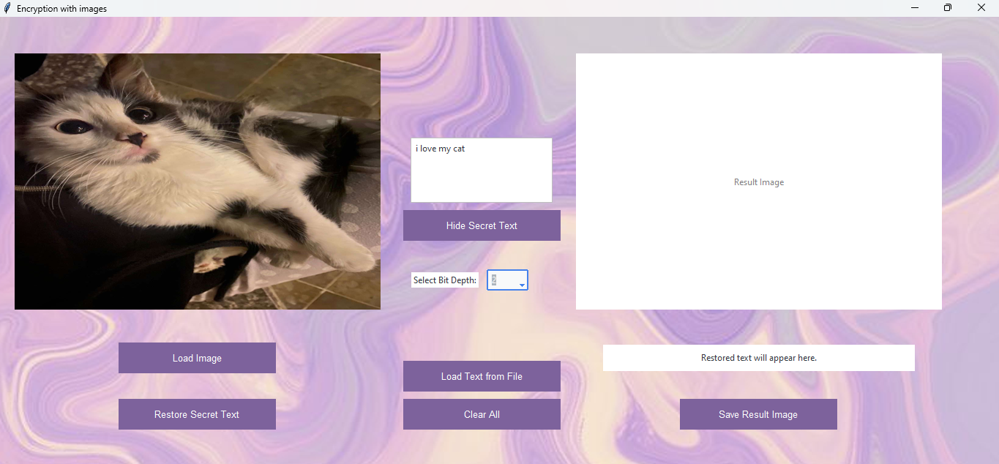 Encryption with images
i love my cat
Hide Secret Text
Select Bit Depth:
2
Result Image
Load Image
Restore Secret Text
Load Text from File
Clear All
Restored text will appear here.
Save Result Image